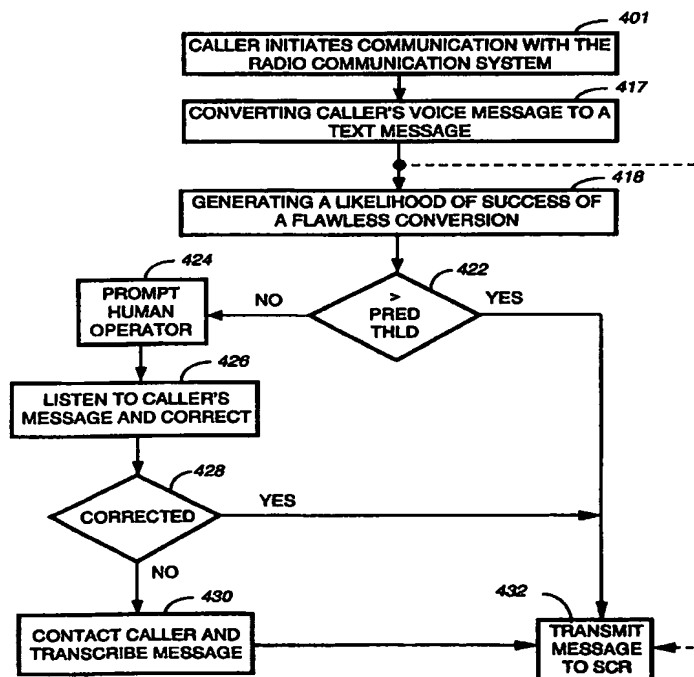 401
CALLER INITIATES COMMUNICATION WITH THE
RADIO COMMUNICATION SYSTEM
417
CONVERTING CALLER'S VOICE MESSAGE TO A
TEXT MESSAGE
418
GENERATING A LIKELIHOOD OF SUCCESS OF
A FLAWLESS CONVERSION
424
PROMPT
HUMAN
OPERATOR
NO
422
>
PRED
THLD
YES
426
LISTEN TO CALLER'S
MESSAGE AND CORRECT
428
CORRECTED
YES
NO
430
CONTACT CALLER AND
TRANSCRIBE MESSAGE
432
TRANSMIT
MESSAGE
TO SCR